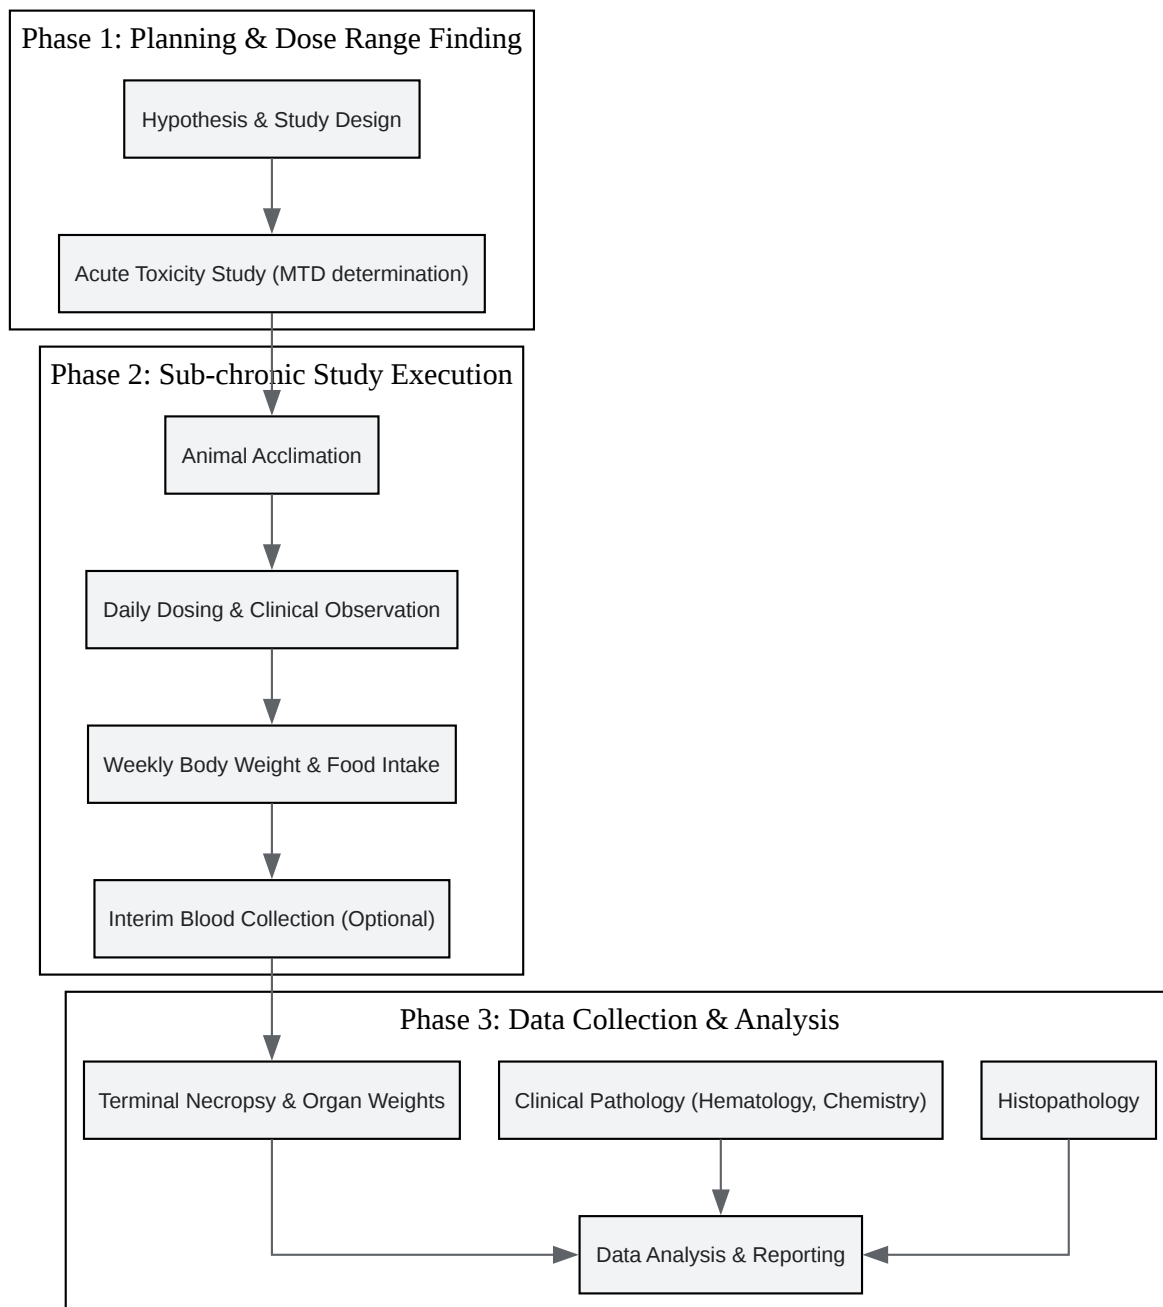 Phase 1: Planning & Dose Range Finding
Hypothesis & Study Design
Acute Toxicity Study (MTD determination)
Phase 2: Sub-chronic Study Execution
Animal Acclimation
Daily Dosing & Clinical Observation
Weekly Body Weight & Food Intake
Interim Blood Collection (Optional)
Phase 3: Data Collection & Analysis
Terminal Necropsy & Organ Weights
Clinical Pathology (Hematology, Chemistry)
Histopathology
Data Analysis & Reporting